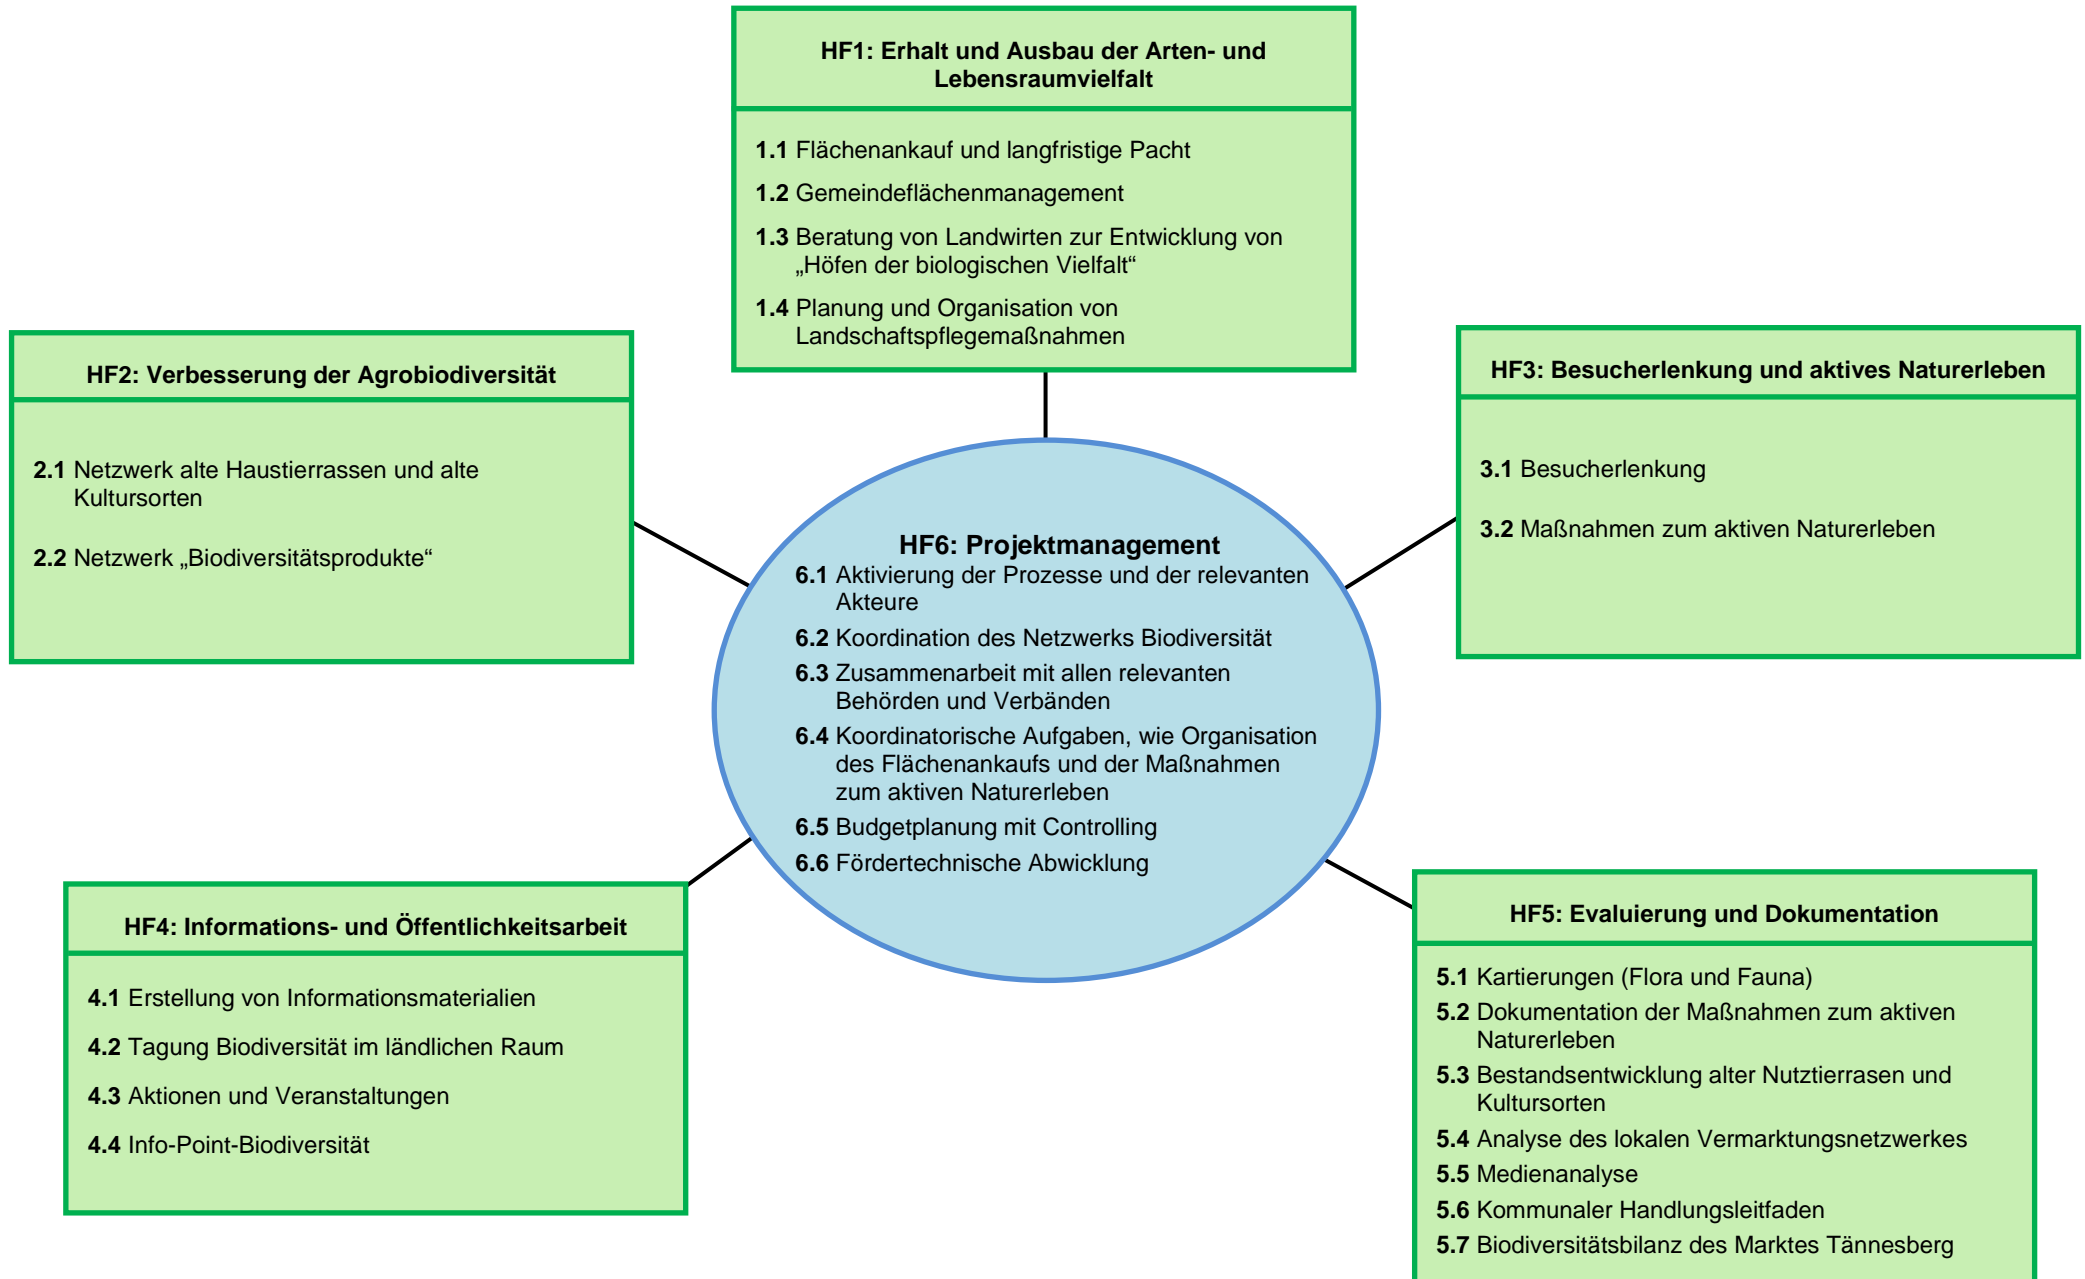 HF1: Erhalt und Ausbau der Arten- und
Lebensraumvielfalt
1.1 Flächenankauf und langfristige Pacht
1.2 Gemeindeflächenmanagement
1.3 Beratung von Landwirten zur Entwicklung von
„Höfen der biologischen Vielfalt“
1.4 Planung und Organisation von
Landschaftspflegemaßnahmen
HF2: Verbesserung der Agrobiodiversität
2.1 Netzwerk alte Haustierrassen und alte
Kultursorten
2.2 Netzwerk „Biodiversitätsprodukte“
HF3: Besucherlenkung und aktives Naturerleben
3.1 Besucherlenkung
3.2 Maßnahmen zum aktiven Naturerleben
HF6: Projektmanagement
6.1 Aktivierung der Prozesse und der relevanten
Akteure
6.2 Koordination des Netzwerks Biodiversität
6.3 Zusammenarbeit mit allen relevanten
Behörden und Verbänden
6.4 Koordinatorische Aufgaben, wie Organisation
des Flächenankaufs und der Maßnahmen
zum aktiven Naturerleben
6.5 Budgetplanung mit Controlling
6.6 Fördertechnische Abwicklung
HF4: Informations- und Öffentlichkeitsarbeit
4.1 Erstellung von Informationsmaterialien
4.2 Tagung Biodiversität im ländlichen Raum
4.3 Aktionen und Veranstaltungen
4.4 Info-Point-Biodiversität
HF5: Evaluierung und Dokumentation
5.1 Kartierungen (Flora und Fauna)
5.2 Dokumentation der Maßnahmen zum aktiven
Naturerleben
5.3 Bestandsentwicklung alter Nutztierrasen und
Kultursorten
5.4 Analyse des lokalen Vermarktungsnetzwerkes
5.5 Medienanalyse
5.6 Kommunaler Handlungsleitfaden
5.7 Biodiversitätsbilanz des Marktes Tännesberg